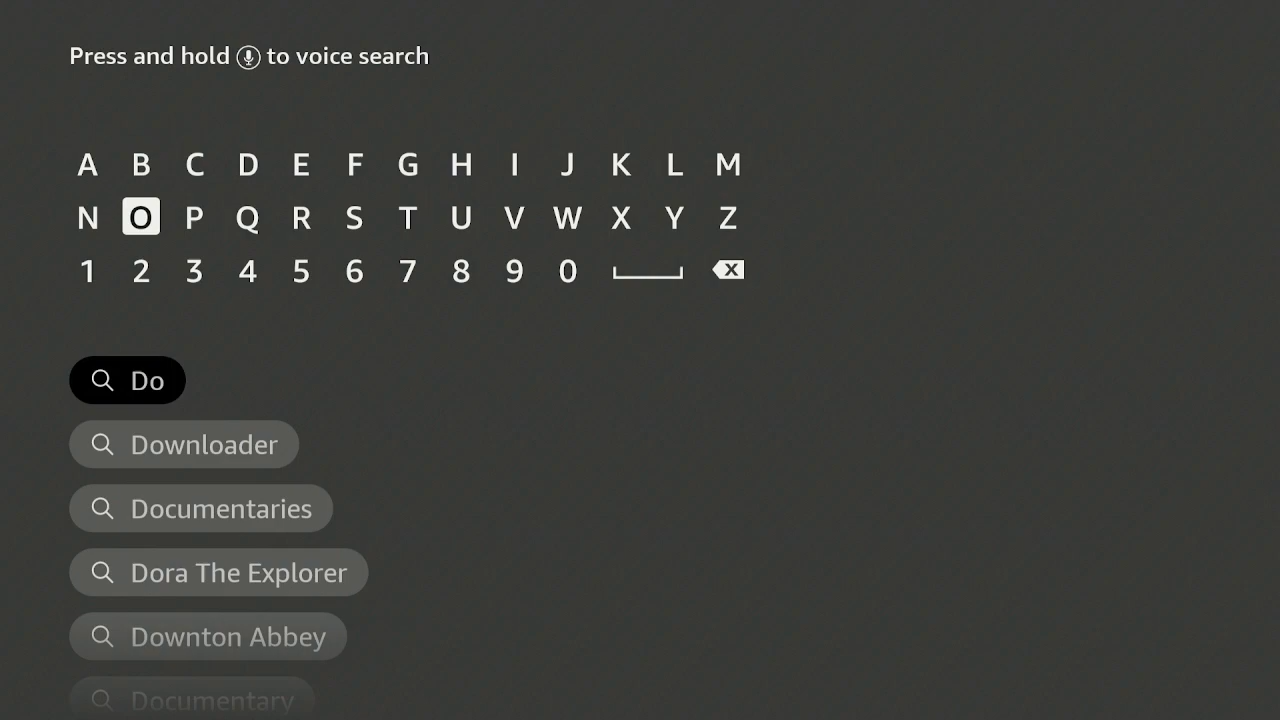 Press and hold to voice search
A B C D E F G H I J K L M
N O P Q R S T U V W X Y Z
1 2 3 4 5 6 7 8 9 0
Do
Downloader
Documentaries
Dora The Explorer
Downton Abbey
Documentary